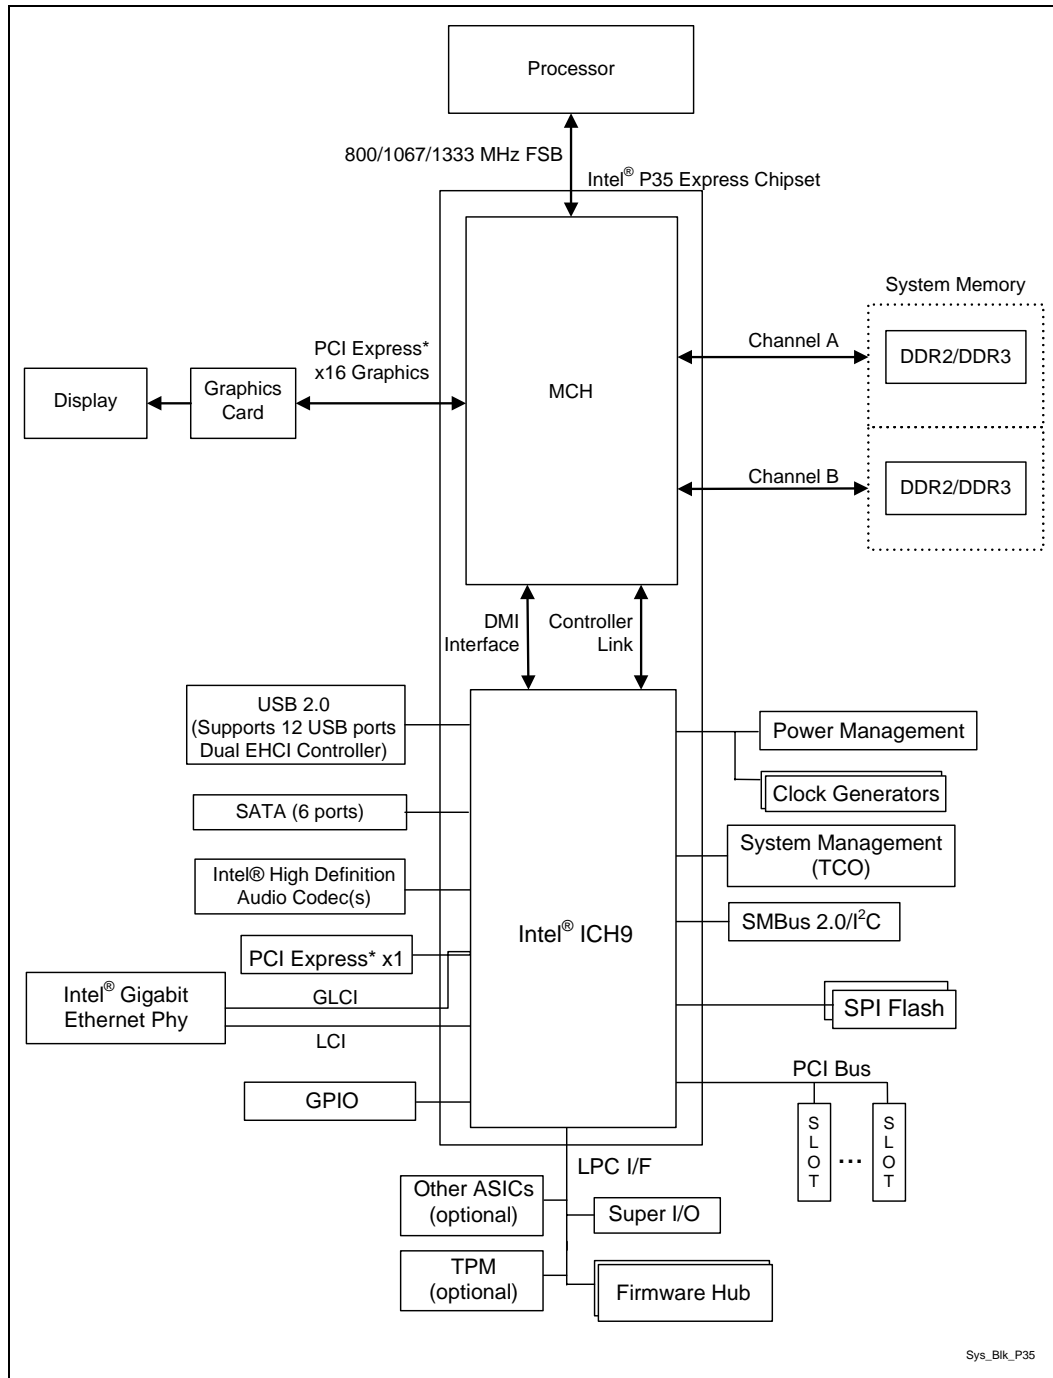 Processor
800/1067/1333 MHz FSB
Intel® P35 Express Chipset
System Memory
Channel A
DDR2/DDR3
PCI Express*
x16 Graphics
MCH
Display
Graphics
Card
Channel B
DDR2/DDR3
DMI
Interface
Controller
Link
USB 2.0
(Supports 12 USB ports
Dual EHCI Controller)
Power Management
Clock Generators
SATA (6 ports)
System Management
(TCO)
Intel® High Definition
Audio Codec(s)
SMBus 2.0/I²C
Intel® ICH9
PCI Express* x1
Intel® Gigabit
Ethernet Phy
GLCI
LCI
SPI Flash
PCI Bus
GPIO
SLOT
...
SLOT
LPC I/F
Other ASICs
(optional)
Super I/O
TPM
(optional)
Firmware Hub
Sys_Blk_P35